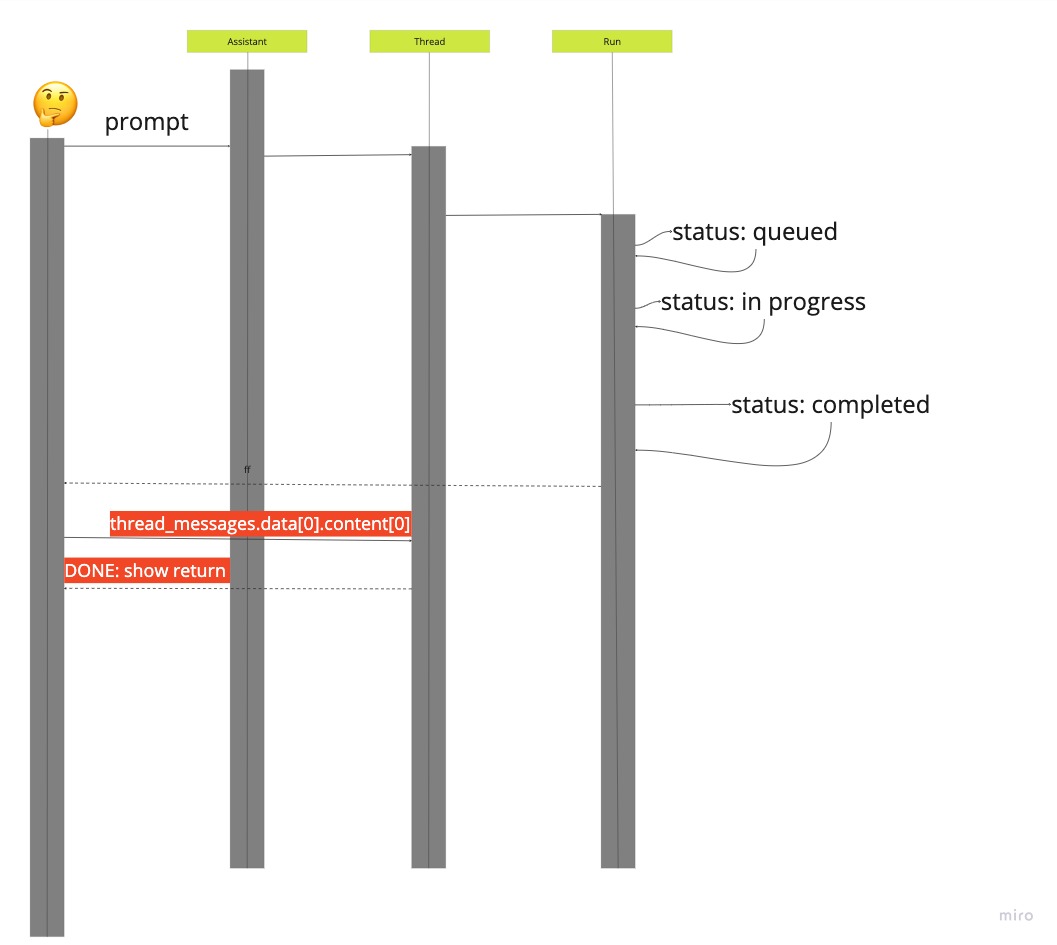 Assistant
Thread
Run
prompt
status: queued
status: in progress
status: completed
ff
thread_messages.data[0].content[0]
DONE: show return
miro